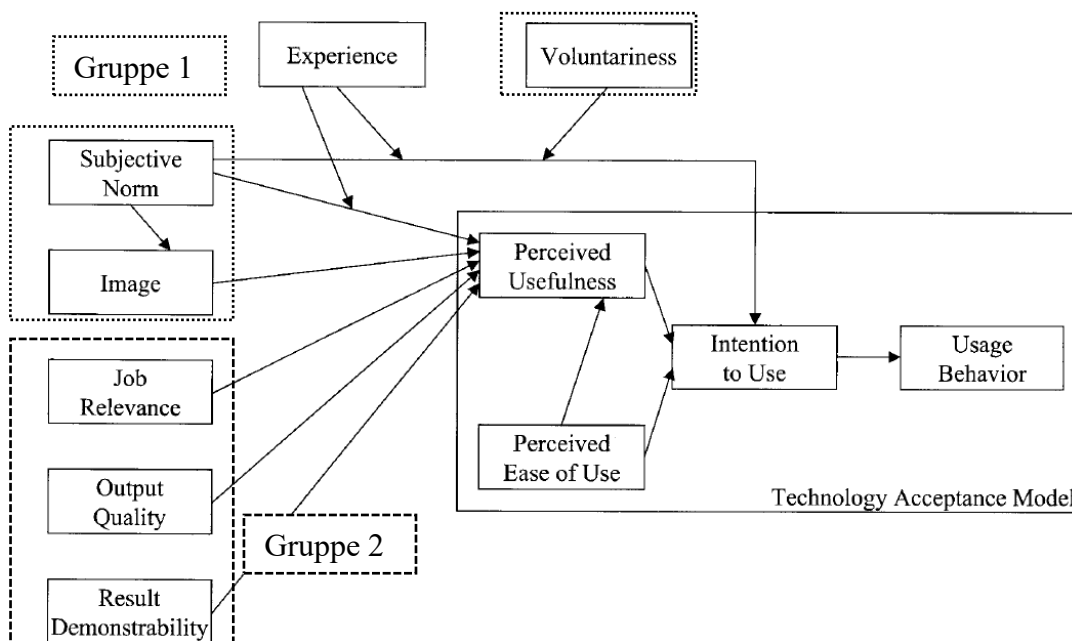 Gruppe 1
Experience
Voluntariness
Subjective
Norm
Image
Perceived
Usefulness
Job
Relevance
Intention
to Use
Usage
Behavior
Perceived
Ease of Use
Output
Quality
Technology Acceptance Model
Gruppe 2
Result
Demonstrability